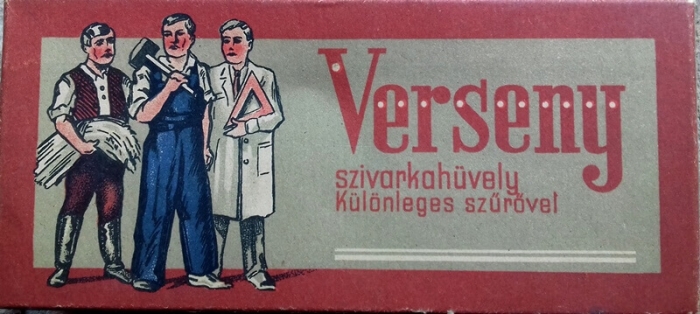 Verseny
szivarkahüvely
Különleges szűrővel